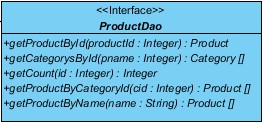 <<Interface>>
ProductDao
+getProductById(productId : Integer) : Product
+getCategorysById(pname : Integer) : Category []
+getCount(id : Integer) : Integer
+getProductByCategoryId(cid : Integer) : Product []
+getProductByName(name : String) : Product []